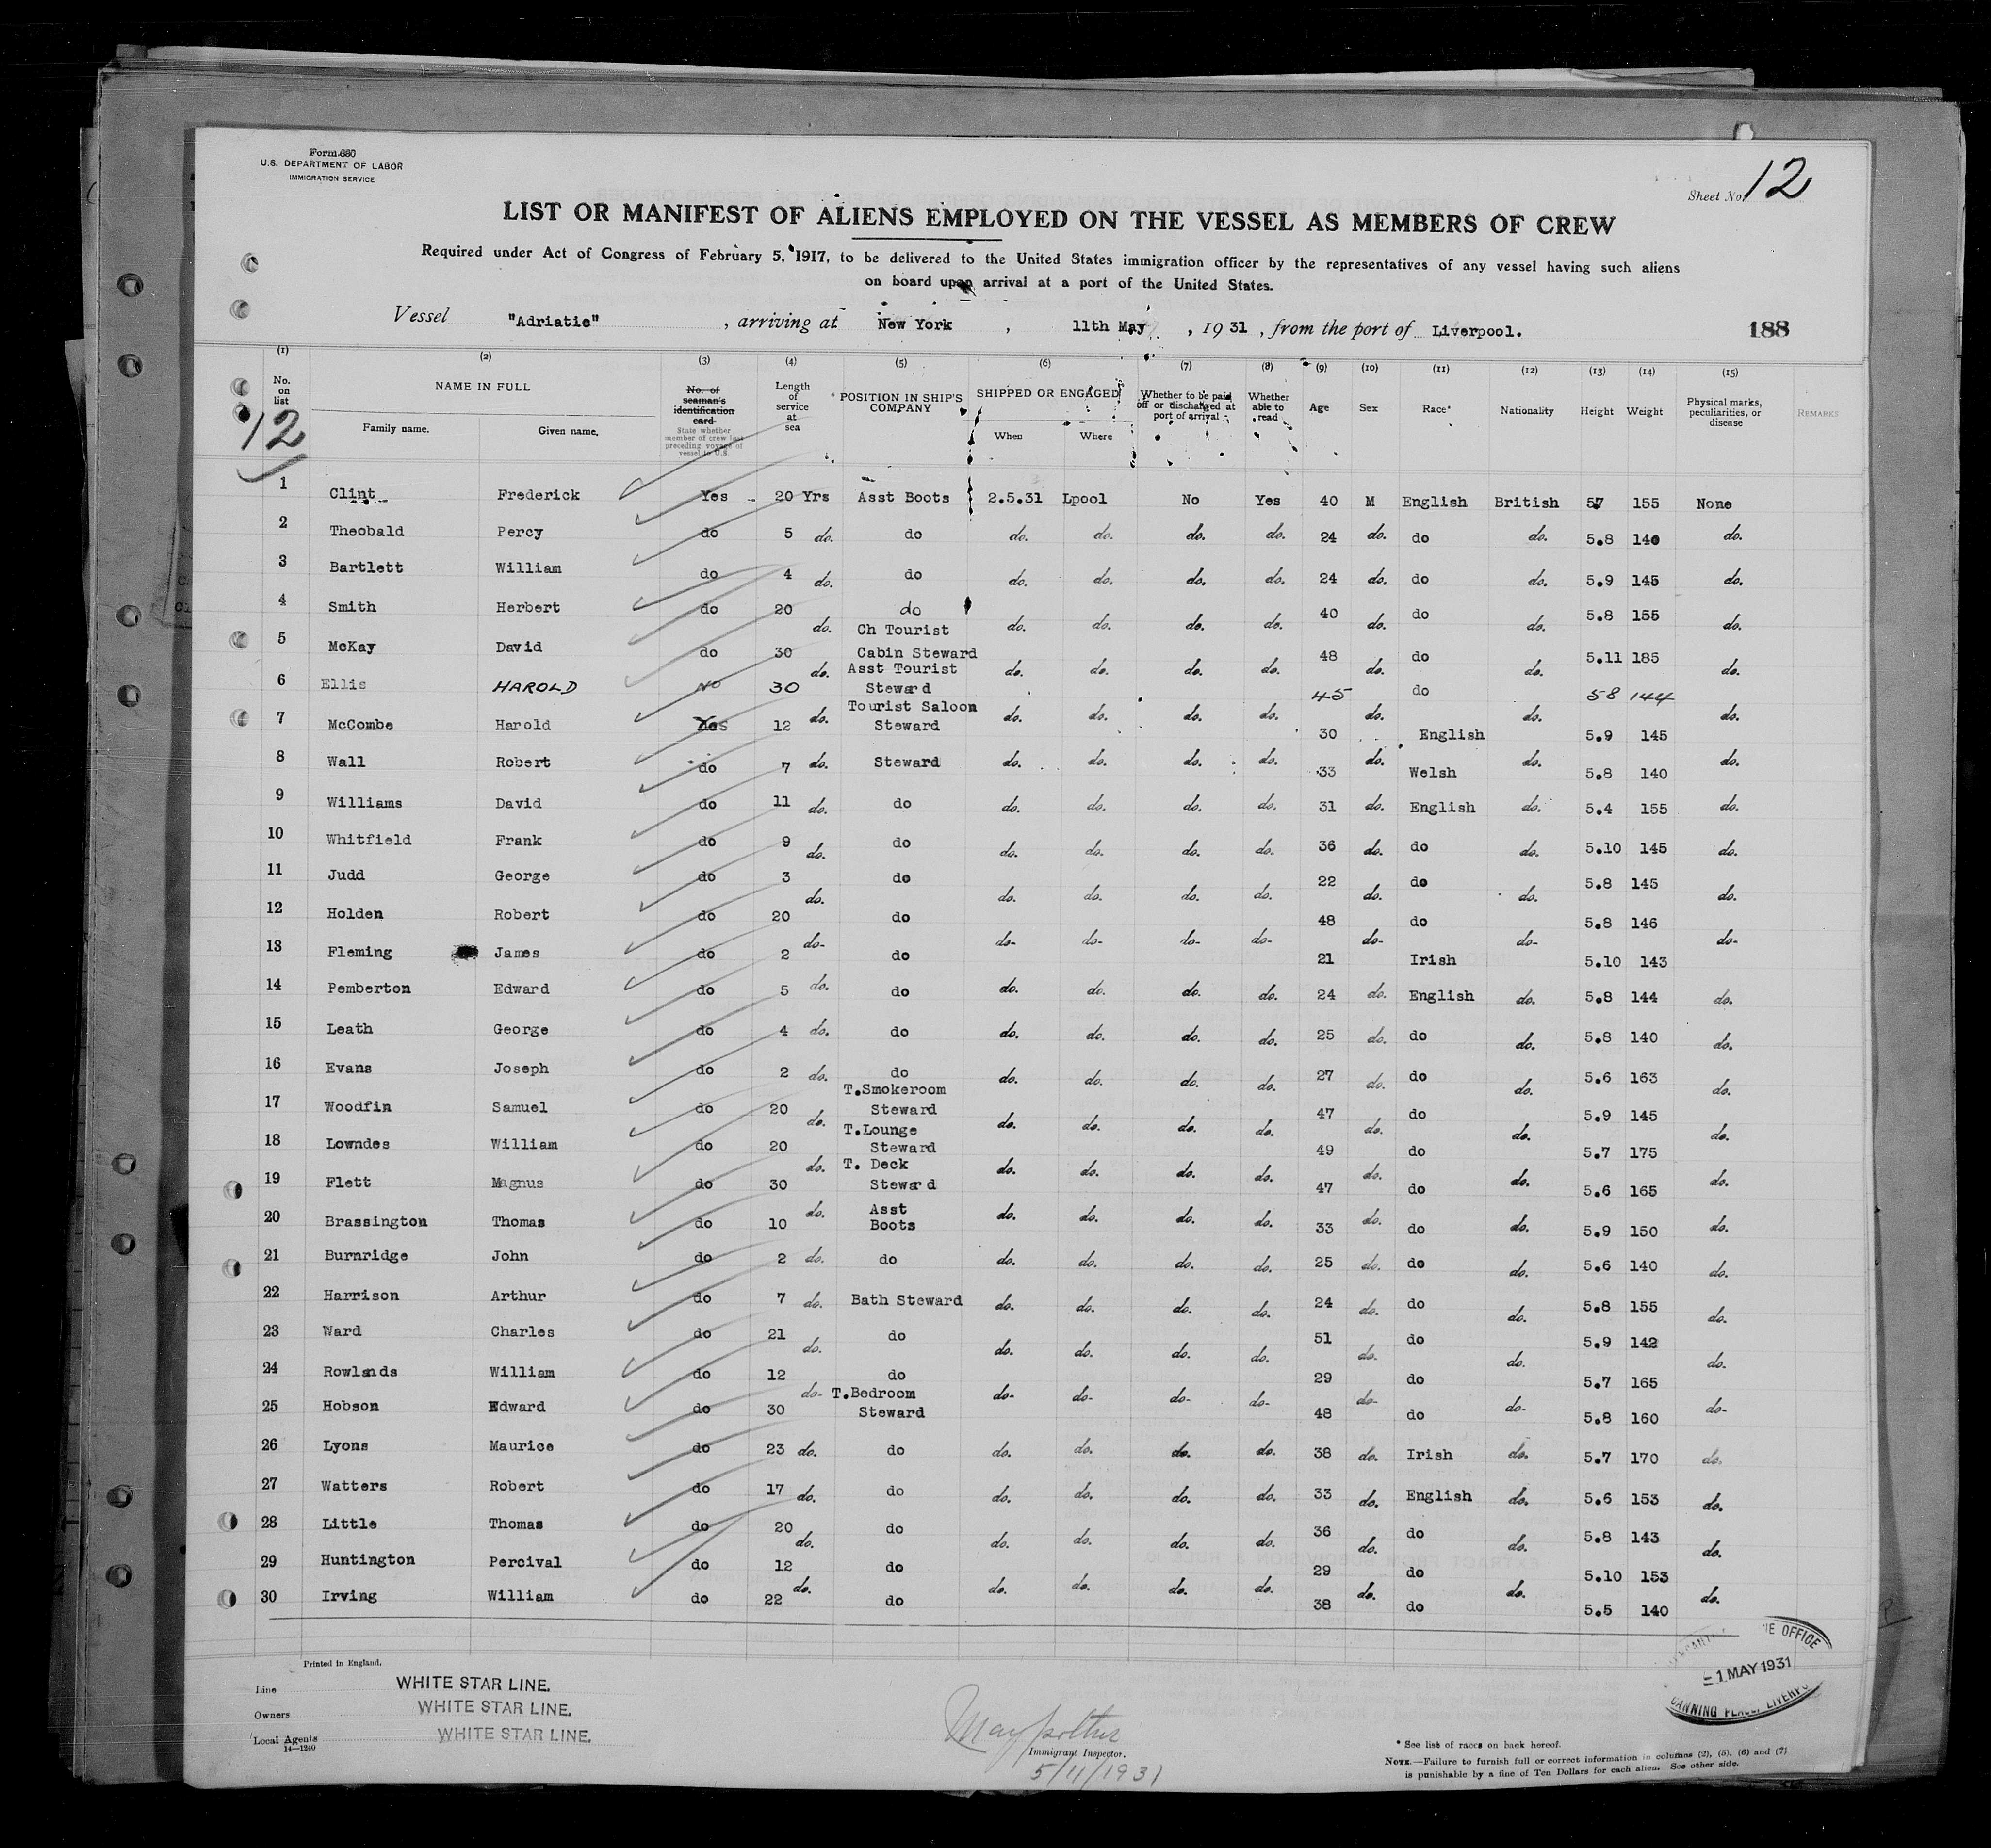 Form 680
U.S. DEPARTMENT OF LABOR
IMMIGRATION SERVICE
Sheet No. 12
LIST OR MANIFEST OF ALIENS EMPLOYED ON THE VESSEL AS MEMBERS OF CREW
Required under Act of Congress of February 5, 1917, to be delivered to the United States immigration officer by the representatives of any vessel having such aliens
on board upon arrival at a port of the United States.
Vessel "Adriatic" , arriving at New York , 11th May , 1931 , from the port of Liverpool.
188
(1) (2) (3) (4) (5) (6) (7) (8) (9) (10) (11) (12) (13) (14) (15)
No. on list
NAME IN FULL
Family name. Given name.
No. of seaman's identification card
State whether member of crew last preceding voyage of vessel to U.S.
Length of service at sea
POSITION IN SHIP'S COMPANY
SHIPPED OR ENGAGED
When Where
Whether to be paid off or discharged at port of arrival
Whether able to read
Age Sex Race* Nationality Height Weight
Physical marks, peculiarities, or disease
REMARKS
12
1 Clint Frederick Yes 20 Yrs Asst Boots 2.5.31 Lpool No Yes 40 M English British 57 155 None
2 Theobald Percy do 5 do. do do. do. do. do. 24 do. do do. 5.8 140 do.
3 Bartlett William do 4 do. do do. do. do. do. 24 do. do do. 5.9 145 do.
4 Smith Herbert do 20 do. do do. do. do. do. 40 do. do do. 5.8 155 do.
5 McKay David do 30 do. Ch Tourist Cabin Steward do. do. do. do. 48 do. do do. 5.11 185 do.
6 Ellis HAROLD No 30 do. Asst Tourist Steward do. do. do. do. 45 do. do do. 58 144 do.
7 McCombe Harold Yes 12 do. Tourist Saloon Steward do. do. do. do. 30 do. English do. 5.9 145 do.
8 Wall Robert do 7 do. Steward do. do. do. do. 33 do. Welsh do. 5.8 140 do.
9 Williams David do 11 do. do do. do. do. do. 31 do. English do. 5.4 155 do.
10 Whitfield Frank do 9 do. do do. do. do. do. 36 do. do do. 5.10 145 do.
11 Judd George do 3 do. do do. do. do. do. 22 do. do do. 5.8 145 do.
12 Holden Robert do 20 do- do do- do- do- do- 48 do- do do- 5.8 146 do-
13 Fleming James do 2 do. do do. do. do. do. 21 do. Irish do. 5.10 143 do.
14 Pemberton Edward do 5 do. do do. do. do. do. 24 do. English do. 5.8 144 do.
15 Leath George do 4 do. do do. do. do. do. 25 do. do do. 5.8 140 do.
16 Evans Joseph do 2 do. do do. do. do. do. 27 do. do do. 5.6 163 do.
17 Woodfin Samuel do 20 do. T.Smokeroom Steward do. do. do. do. 47 do. do do. 5.9 145 do.
18 Lowndes William do 20 do. T.Lounge Steward do. do. do. do. 49 do. do do. 5.7 175 do.
19 Flett Magnus do 30 do. T. Deck Steward do. do. do. do. 47 do. do do. 5.6 165 do.
20 Brassington Thomas do 10 do. Asst Boots do. do. do. do. 33 do. do do. 5.9 150 do.
21 Burnridge John do 2 do. do do. do. do. do. 25 do. do do. 5.6 140 do.
22 Harrison Arthur do 7 do. Bath Steward do. do. do. do. 24 do. do do. 5.8 155 do.
23 Ward Charles do 21 do. do do. do. do. do. 51 do. do do. 5.9 142 do.
24 Rowlands William do 12 do- do do- do- do- do- 29 do- do do- 5.7 165 do-
25 Hobson Edward do 30 T.Bedroom Steward 48 do 5.8 160
26 Lyons Maurice do 23 do. do do. do. do. do. 38 do. Irish do. 5.7 170 do.
27 Watters Robert do 17 do. do do. do. do. do. 33 do. English do. 5.6 153 do.
28 Little Thomas do 20 do. do do. do. do. do. 36 do. do do. 5.8 143 do.
29 Huntington Percival do 12 do. do do. do. do. do. 29 do. do do. 5.10 153 do.
30 Irving William do 22 do 38 do 5.5 140
Printed in England.
Line WHITE STAR LINE.
Owners WHITE STAR LINE.
Local Agents WHITE STAR LINE.
14—1240
Immigrant Inspector.
5/11/1931
OFFICE
1 MAY 1931
CANNING PLACE, LIVERPO
* See list of races on back hereof.
NOTE.—Failure to furnish full or correct information in columns (2), (5), (6) and (7)
is punishable by a fine of Ten Dollars for each alien. See other side.